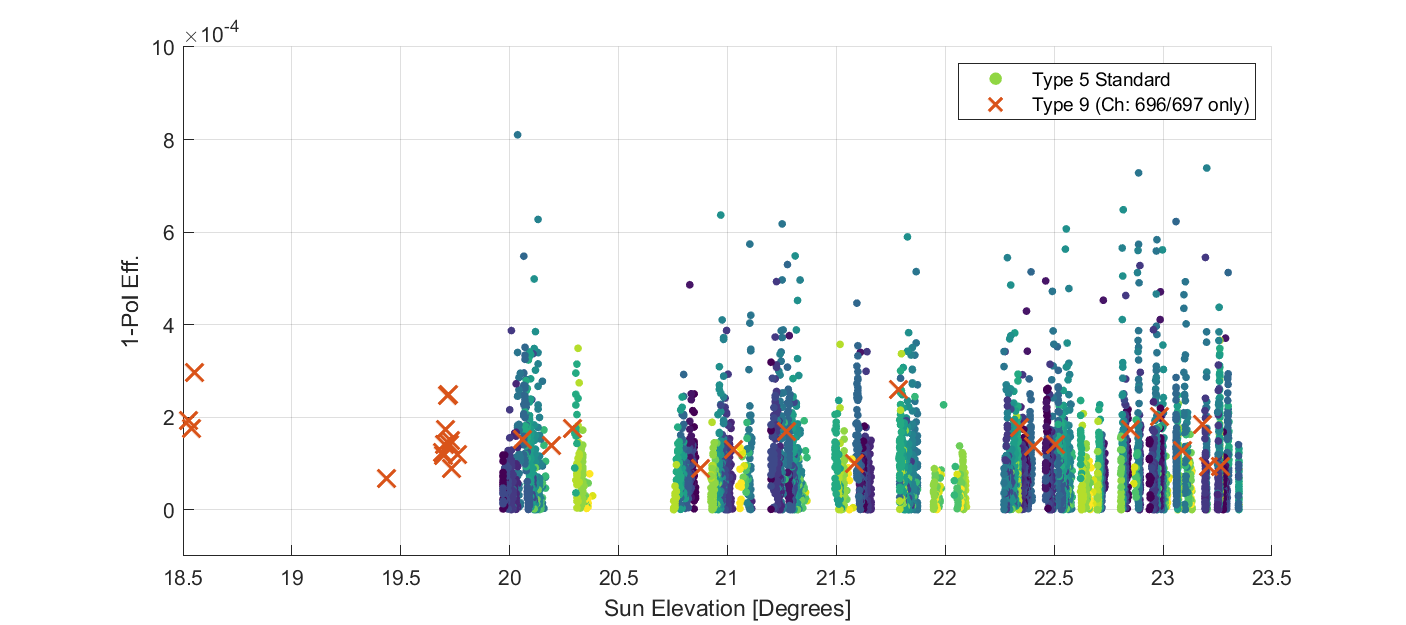 ×10-4
10
8
6
4
2
0
1-Pol Eff.
Type 5 Standard
Type 9 (Ch: 696/697 only)
18.5 19 19.5 20 20.5 21 21.5 22 22.5 23 23.5
Sun Elevation [Degrees]